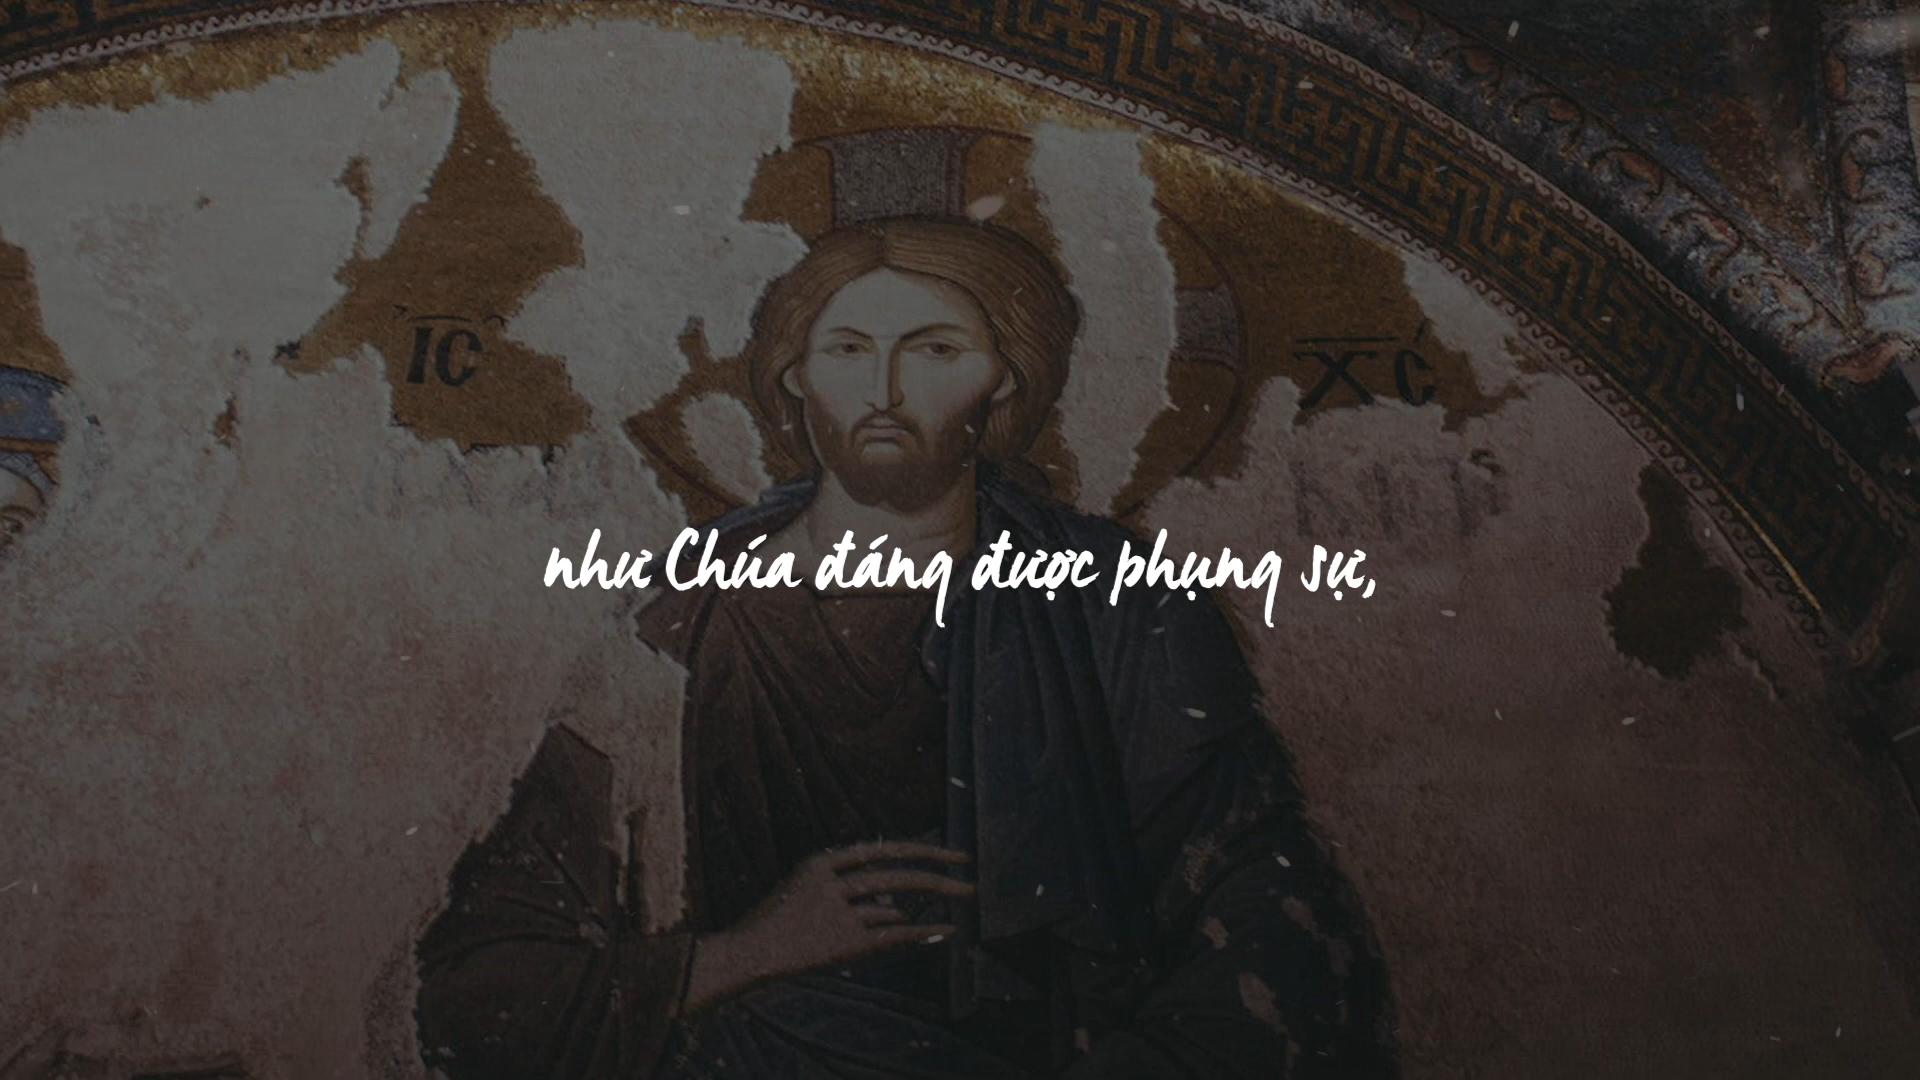 IC
XC
như Chúa đáng được phụng sự,